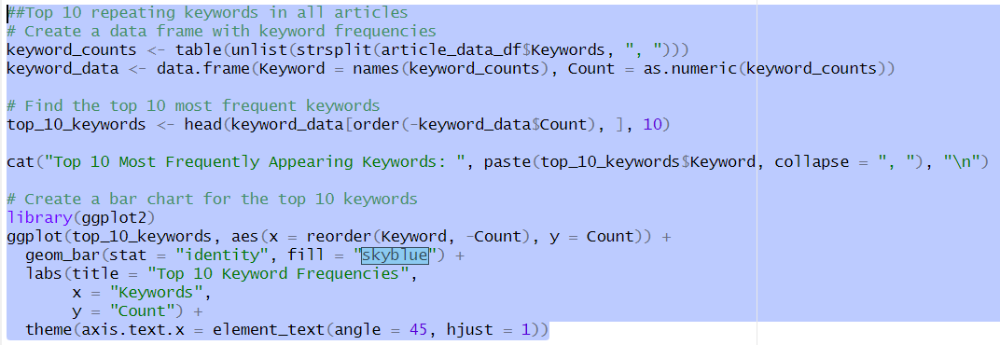 ##Top 10 repeating keywords in all articles
# Create a data frame with keyword frequencies
keyword_counts <- table(unlist(strsplit(article_data_df$Keywords, ", ")))
keyword_data <- data.frame(Keyword = names(keyword_counts), Count = as.numeric(keyword_counts))
# Find the top 10 most frequent keywords
top_10_keywords <- head(keyword_data[order(-keyword_data$Count), ], 10)
cat("Top 10 Most Frequently Appearing Keywords: ", paste(top_10_keywords$Keyword, collapse = ", "), "\n")
# Create a bar chart for the top 10 keywords
library(ggplot2)
ggplot(top_10_keywords, aes(x = reorder(Keyword, -Count), y = Count)) +
  geom_bar(stat = "identity", fill = "skyblue") +
  labs(title = "Top 10 Keyword Frequencies",
       x = "Keywords",
       y = "Count") +
  theme(axis.text.x = element_text(angle = 45, hjust = 1))